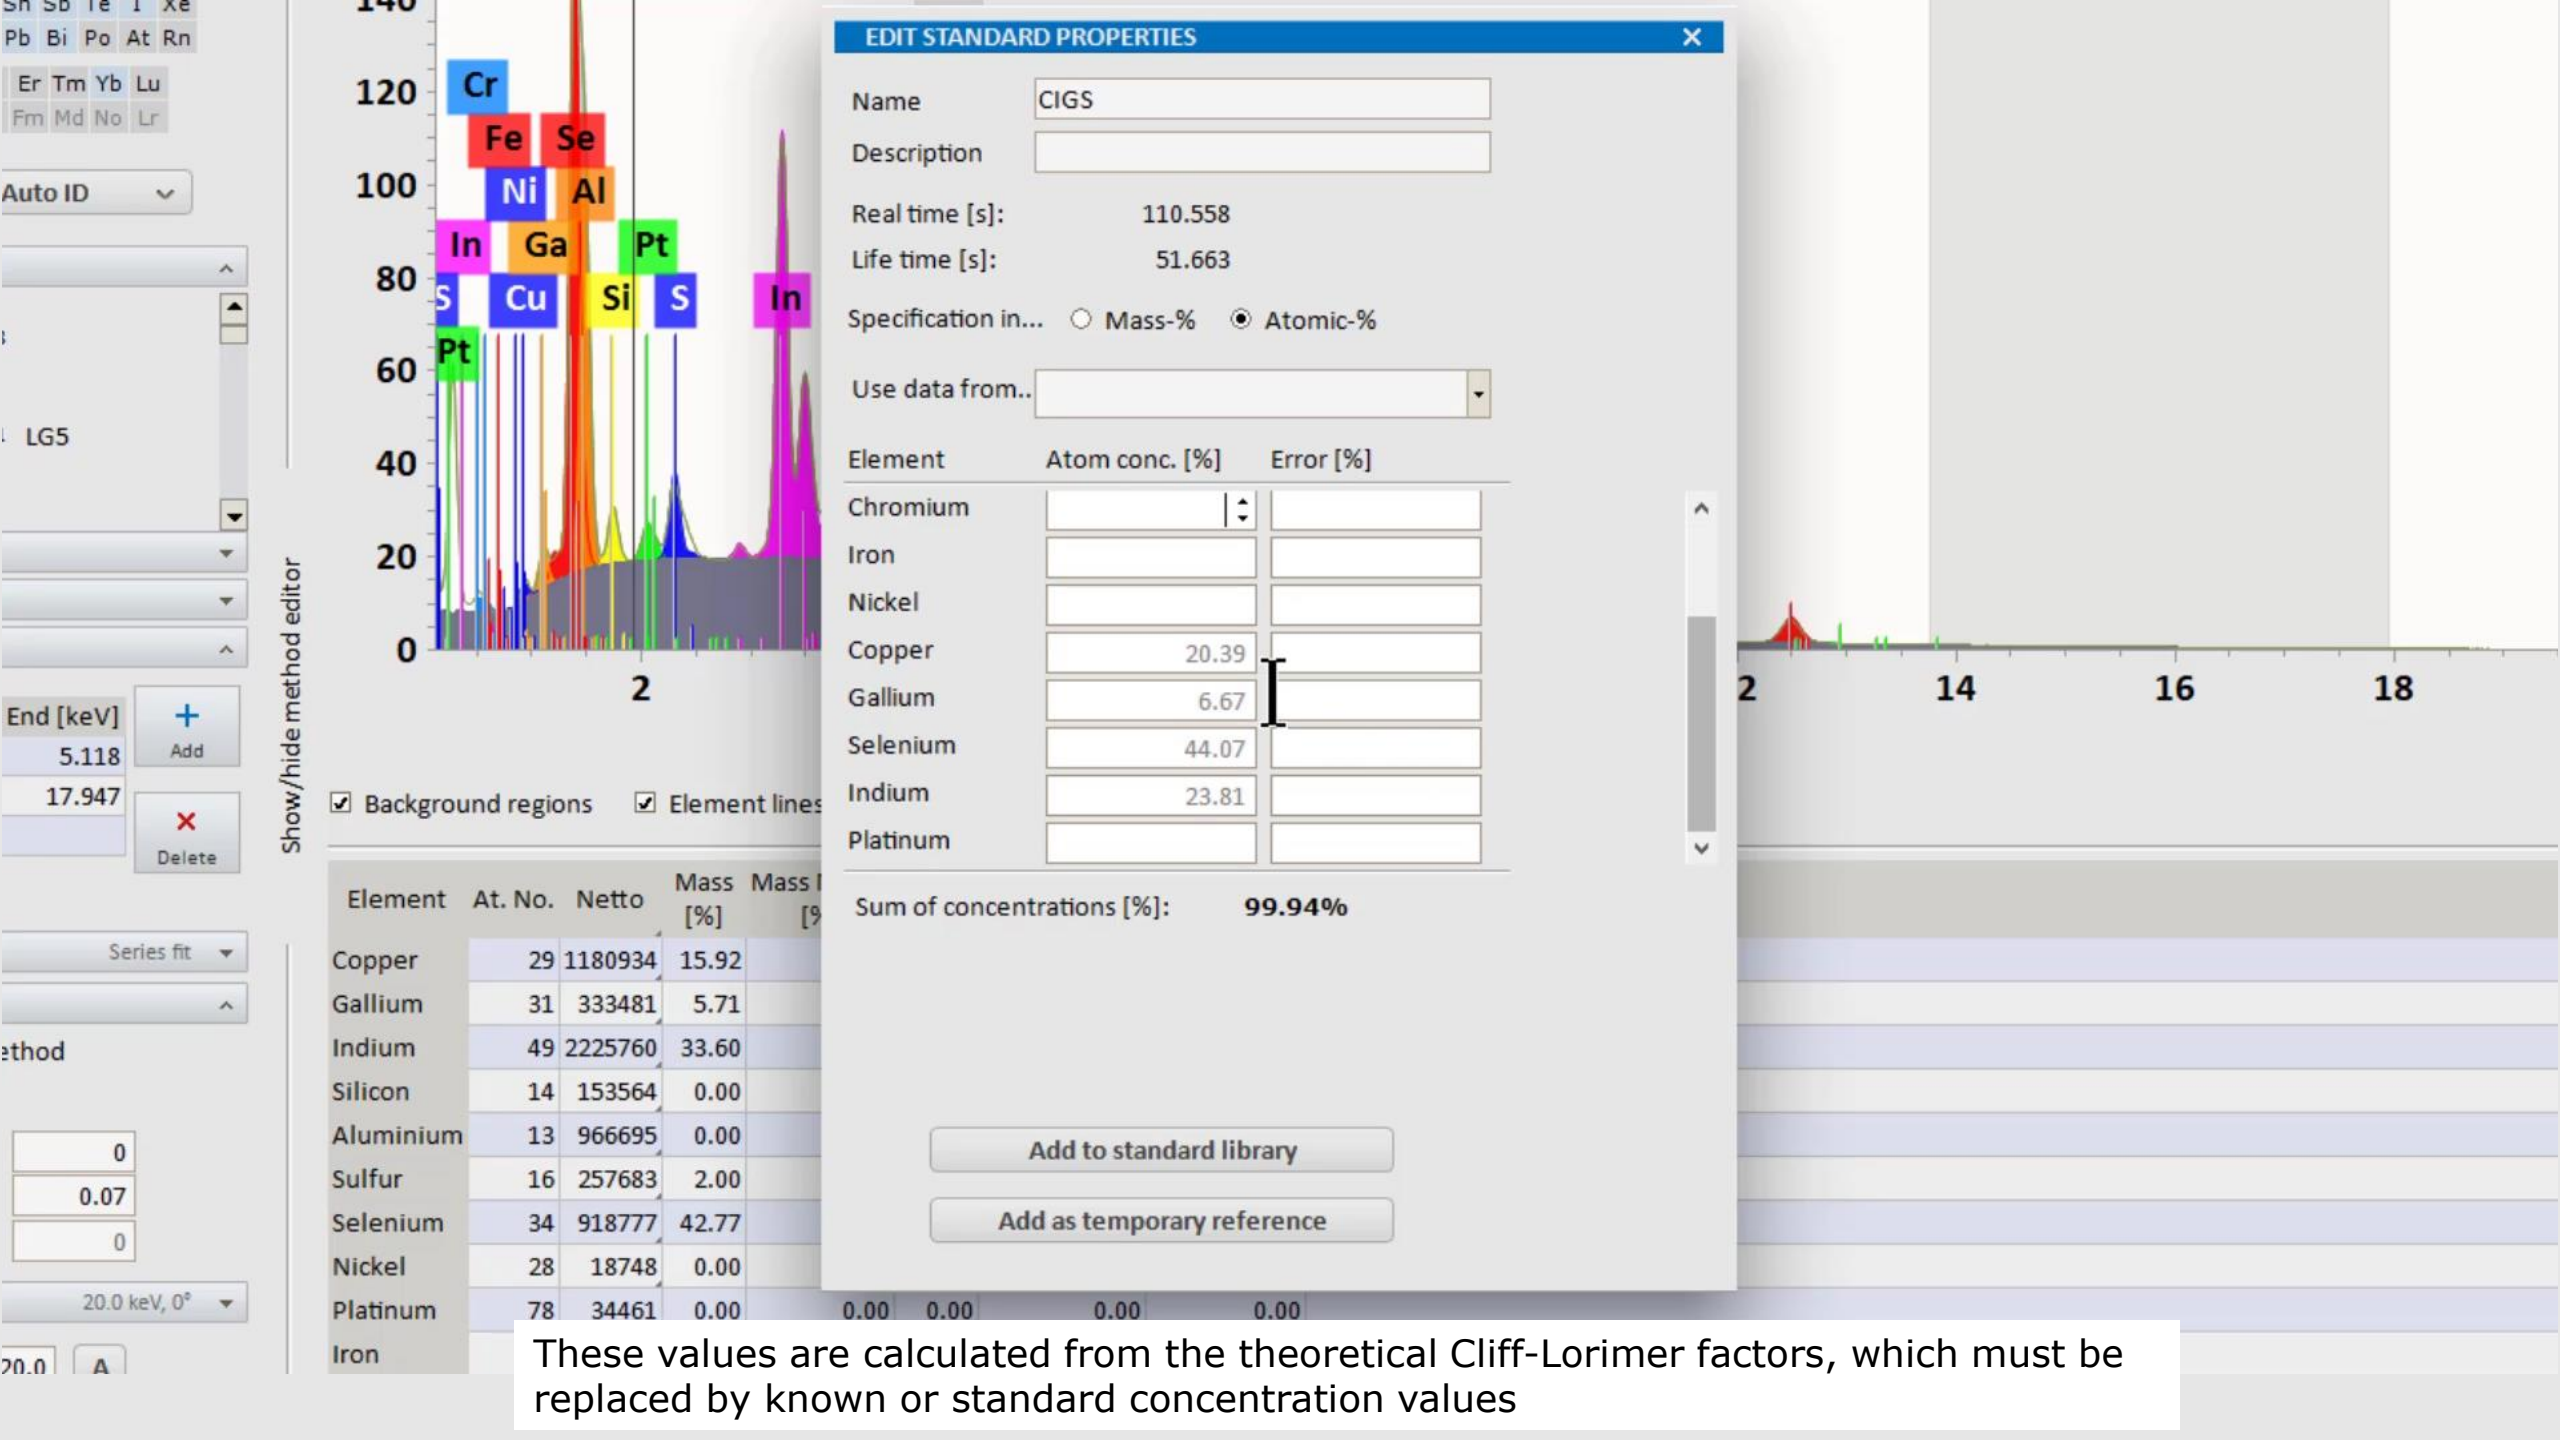 Sn Sb Te I Xe
Pb Bi Po At Rn
Er Tm Yb Lu
Fm Md No Lr
Auto ID
LG5
End [keV]
5.118
17.947
Add
Delete
Series fit
0
0.07
0
20.0 keV, 0°
20.0 A
Show/hide method editor
140
120
100
80
60
40
20
0
Cr
Fe Se
Ni Al
In Ga Pt
S Cu Si S In
Pt
2
14 16 18
Background regions
Element lines
Element At. No. Netto Mass [%] Mass
Copper 29 1180934 15.92
Gallium 31 333481 5.71
Indium 49 2225760 33.60
Silicon 14 153564 0.00
Aluminium 13 966695 0.00
Sulfur 16 257683 2.00
Selenium 34 918777 42.77
Nickel 28 18748 0.00
Platinum 78 34461 0.00 0.00 0.00 0.00 0.00
Iron
EDIT STANDARD PROPERTIES
Name CIGS
Description
Real time [s]: 110.558
Life time [s]: 51.663
Specification in... Mass-% Atomic-%
Use data from..
Element Atom conc. [%] Error [%]
Chromium
Iron
Nickel
Copper 20.39
Gallium 6.67
Selenium 44.07
Indium 23.81
Platinum
Sum of concentrations [%]: 99.94%
Add to standard library
Add as temporary reference
These values are calculated from the theoretical Cliff-Lorimer factors, which must be
replaced by known or standard concentration values